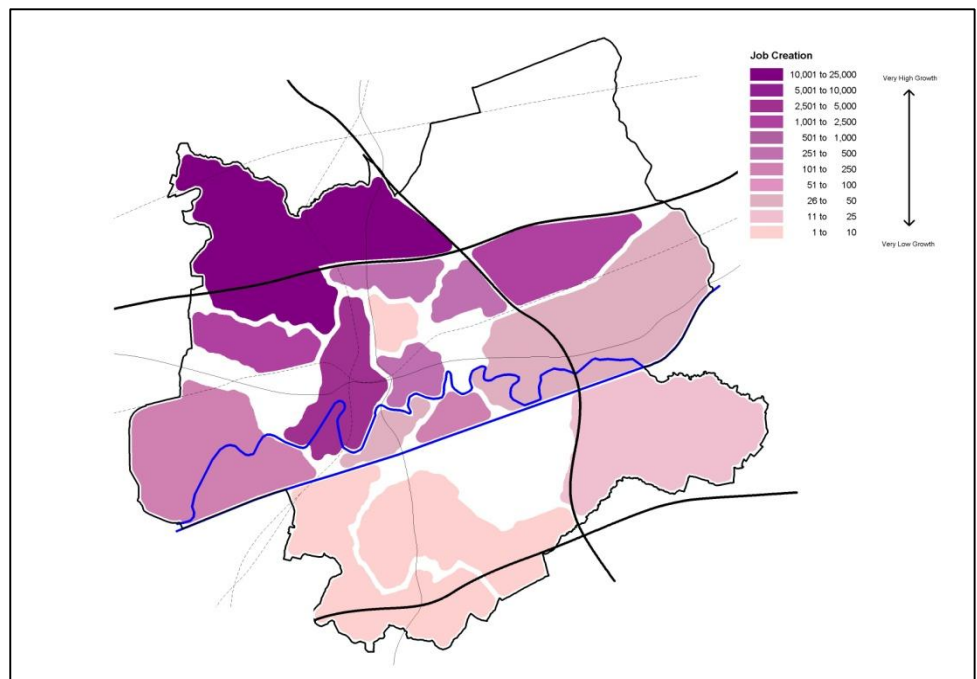 Job Creation
10,001 to 25,000
5,001 to 10,000
2,501 to 5,000
1,001 to 2,500
501 to 1,000
251 to 500
101 to 250
51 to 100
26 to 50
11 to 25
1 to 10
Very High Growth
Very Low Growth